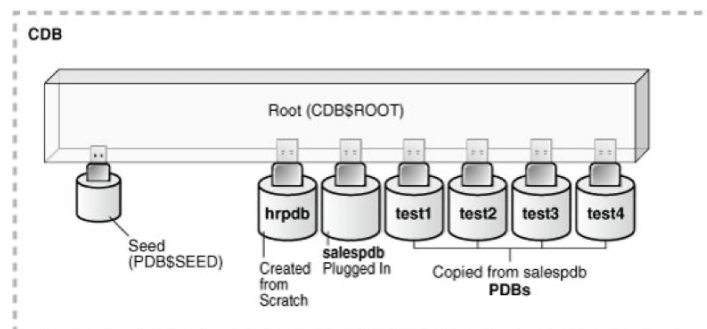 CDB
Root (CDB$ROOT)
hrpdb
test1
test2
test3
test4
Seed
(PDB$SEED)
salespdb
Plugged In
Created
from
Scratch
Copied from salespdb
PDBs